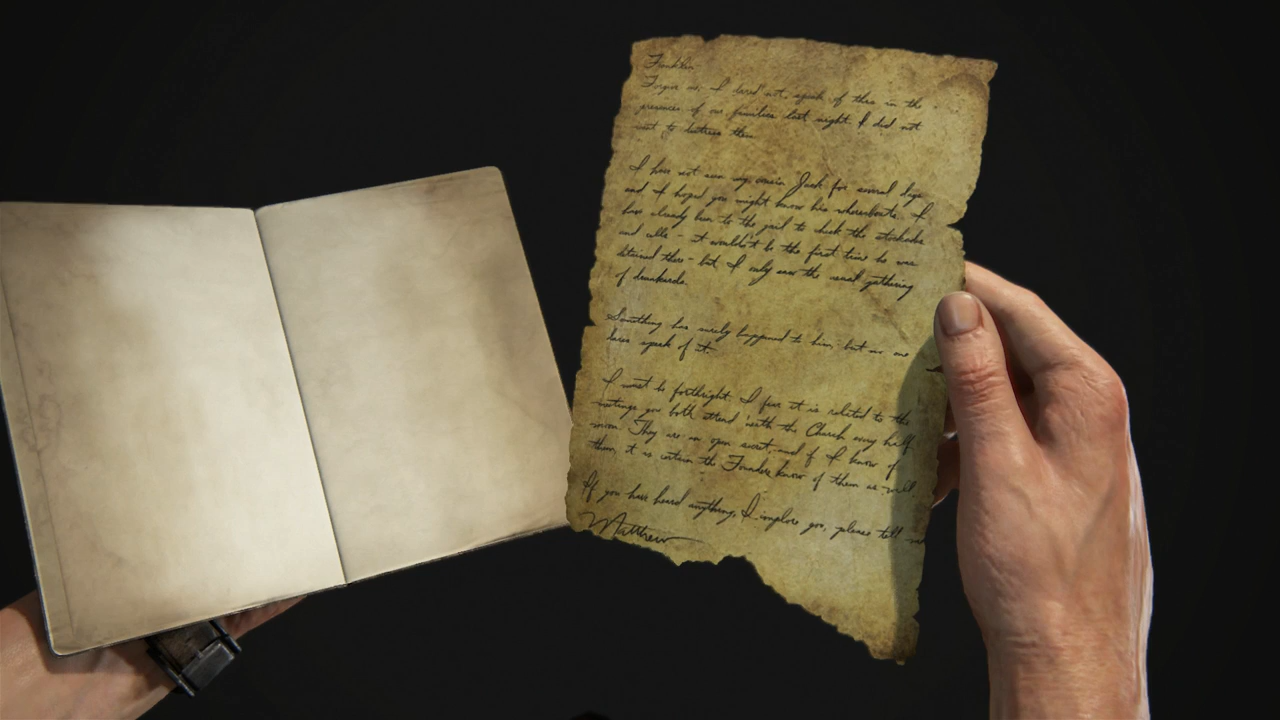 Franklin
Forgive me. I dared not speak of this in the
presence of our families last night. I did not
want to distress them.
I have not seen my cousin Jack for several days
and I hoped you might know his whereabouts. I
have already been to the jail to check the stockade
and cells - it wouldn't be the first time he was
detained there - but I only saw the usual gathering
of drunkards.
Something has surely happened to him, but no one
dares speak of it.
I must be forthright. I fear it is related to the
meetings you both attend with the Church every half
moon. They are an open secret, and if I know of
them, it is certain the Founders know of them as well.
If you have heard anything, I implore you, please tell me
Matthew